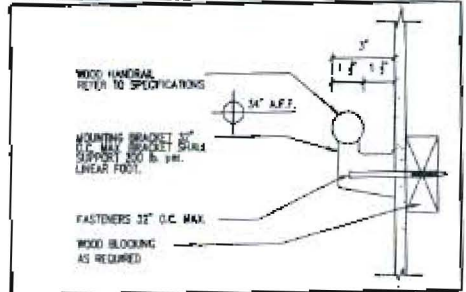 3"
1 ½" 1 ½"
WOOD HANDRAIL
REFER TO SPECIFICATIONS
34" A.F.F.
MOUNTING BRACKET 32"
O.C. MAX BRACKET SHALL
SUPPORT 200 lb. per.
LINEAR FOOT.
FASTENERS 32" O.C. MAX.
WOOD BLOCKING
AS REQUIRED